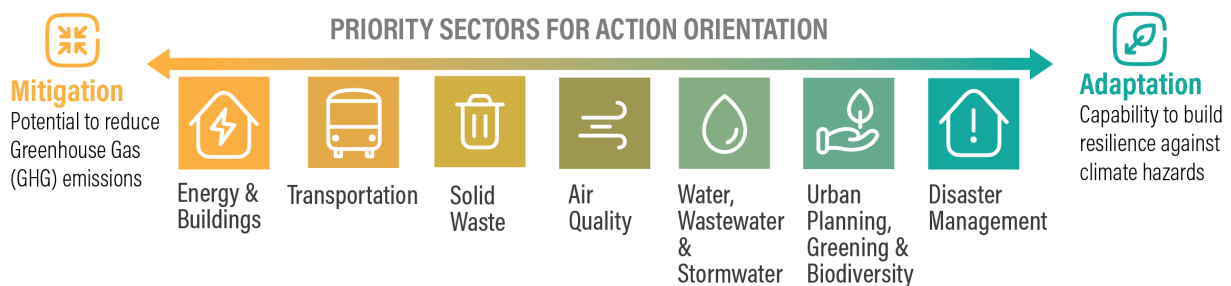 PRIORITY SECTORS FOR ACTION ORIENTATION
Mitigation
Potential to reduce
Greenhouse Gas
(GHG) emissions
Energy &
Buildings
Transportation
Solid
Waste
Air
Quality
Water,
Wastewater
&
Stormwater
Urban
Planning,
Greening &
Biodiversity
Disaster
Management
Adaptation
Capability to build
resilience against
climate hazards